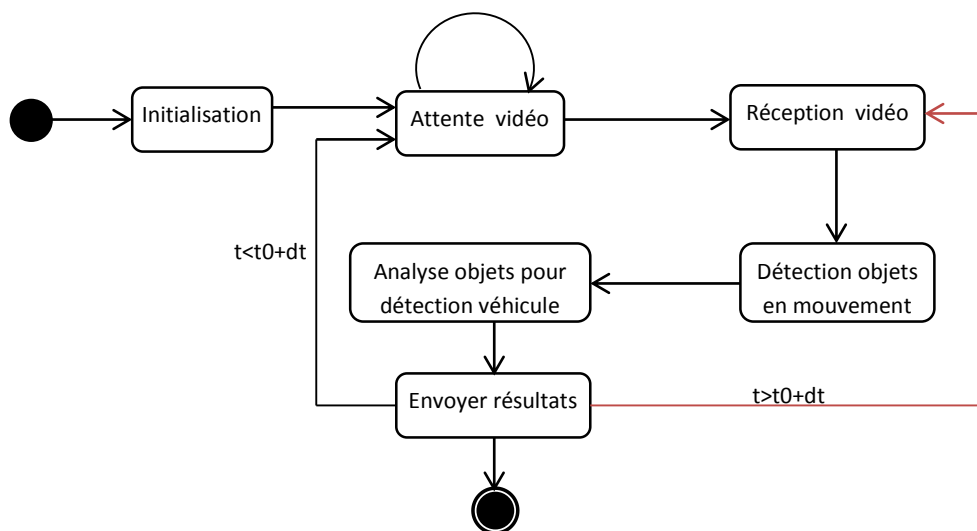 Initialisation
Attente vidéo
Réception vidéo
t<t0+dt
Analyse objets pour
détection véhicule
Détection objets
en mouvement
Envoyer résultats
t>t0+dt